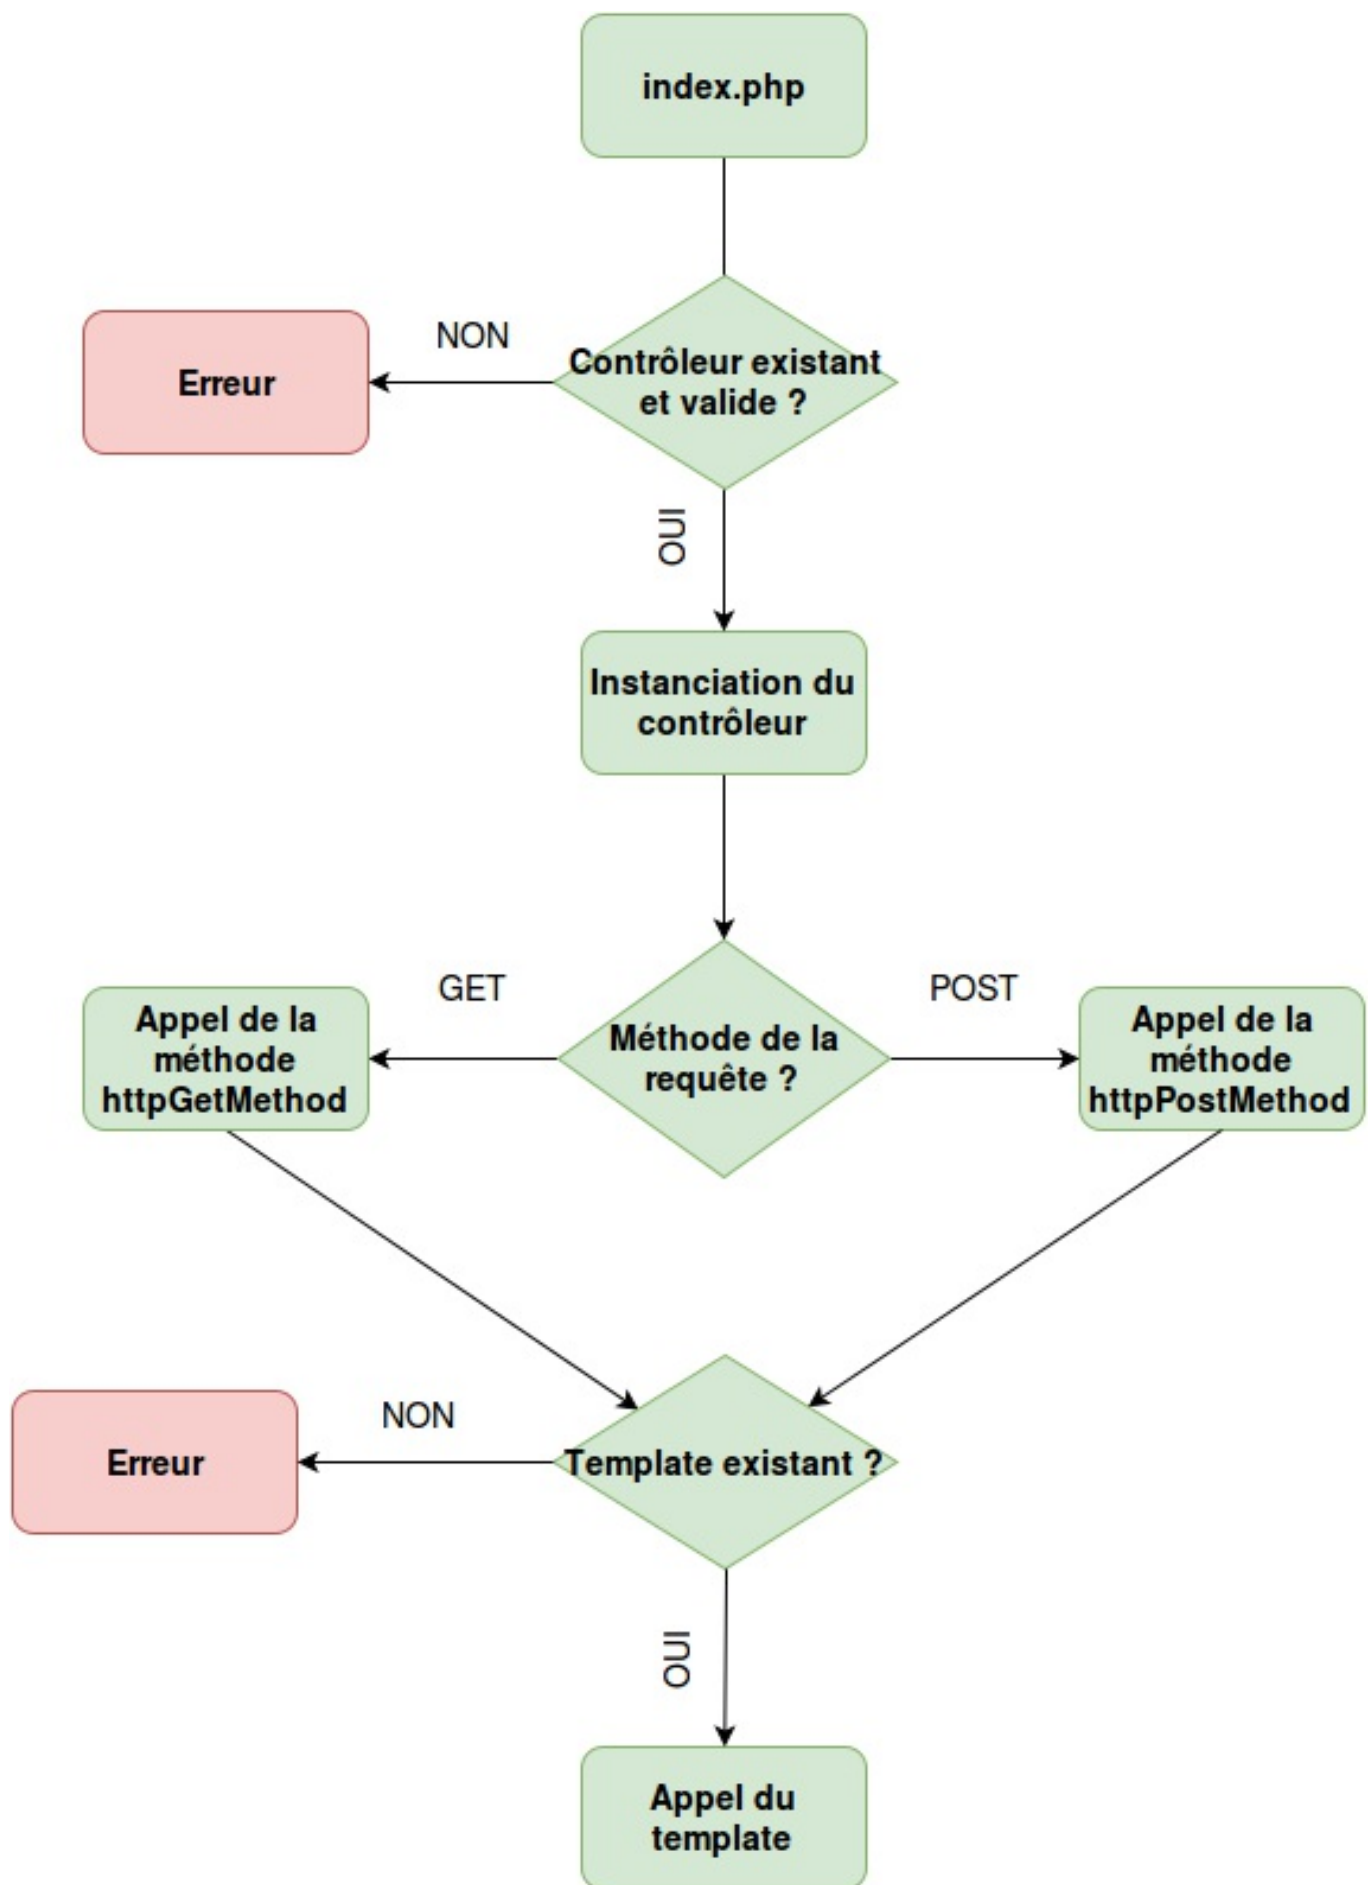 index.php
NON
Contrôleur existant
et valide ?
Erreur
OUI
Instanciation du
contrôleur
GET
POST
Appel de la
méthode
httpGetMethod
Méthode de la
requête ?
Appel de la
méthode
httpPostMethod
NON
Erreur
Template existant ?
OUI
Appel du
template